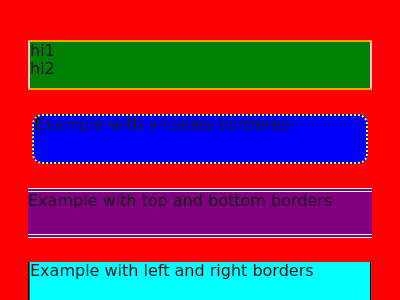 hi1
hi2
Example with all sides bordered
Example with top and bottom borders
Example with left and right borders